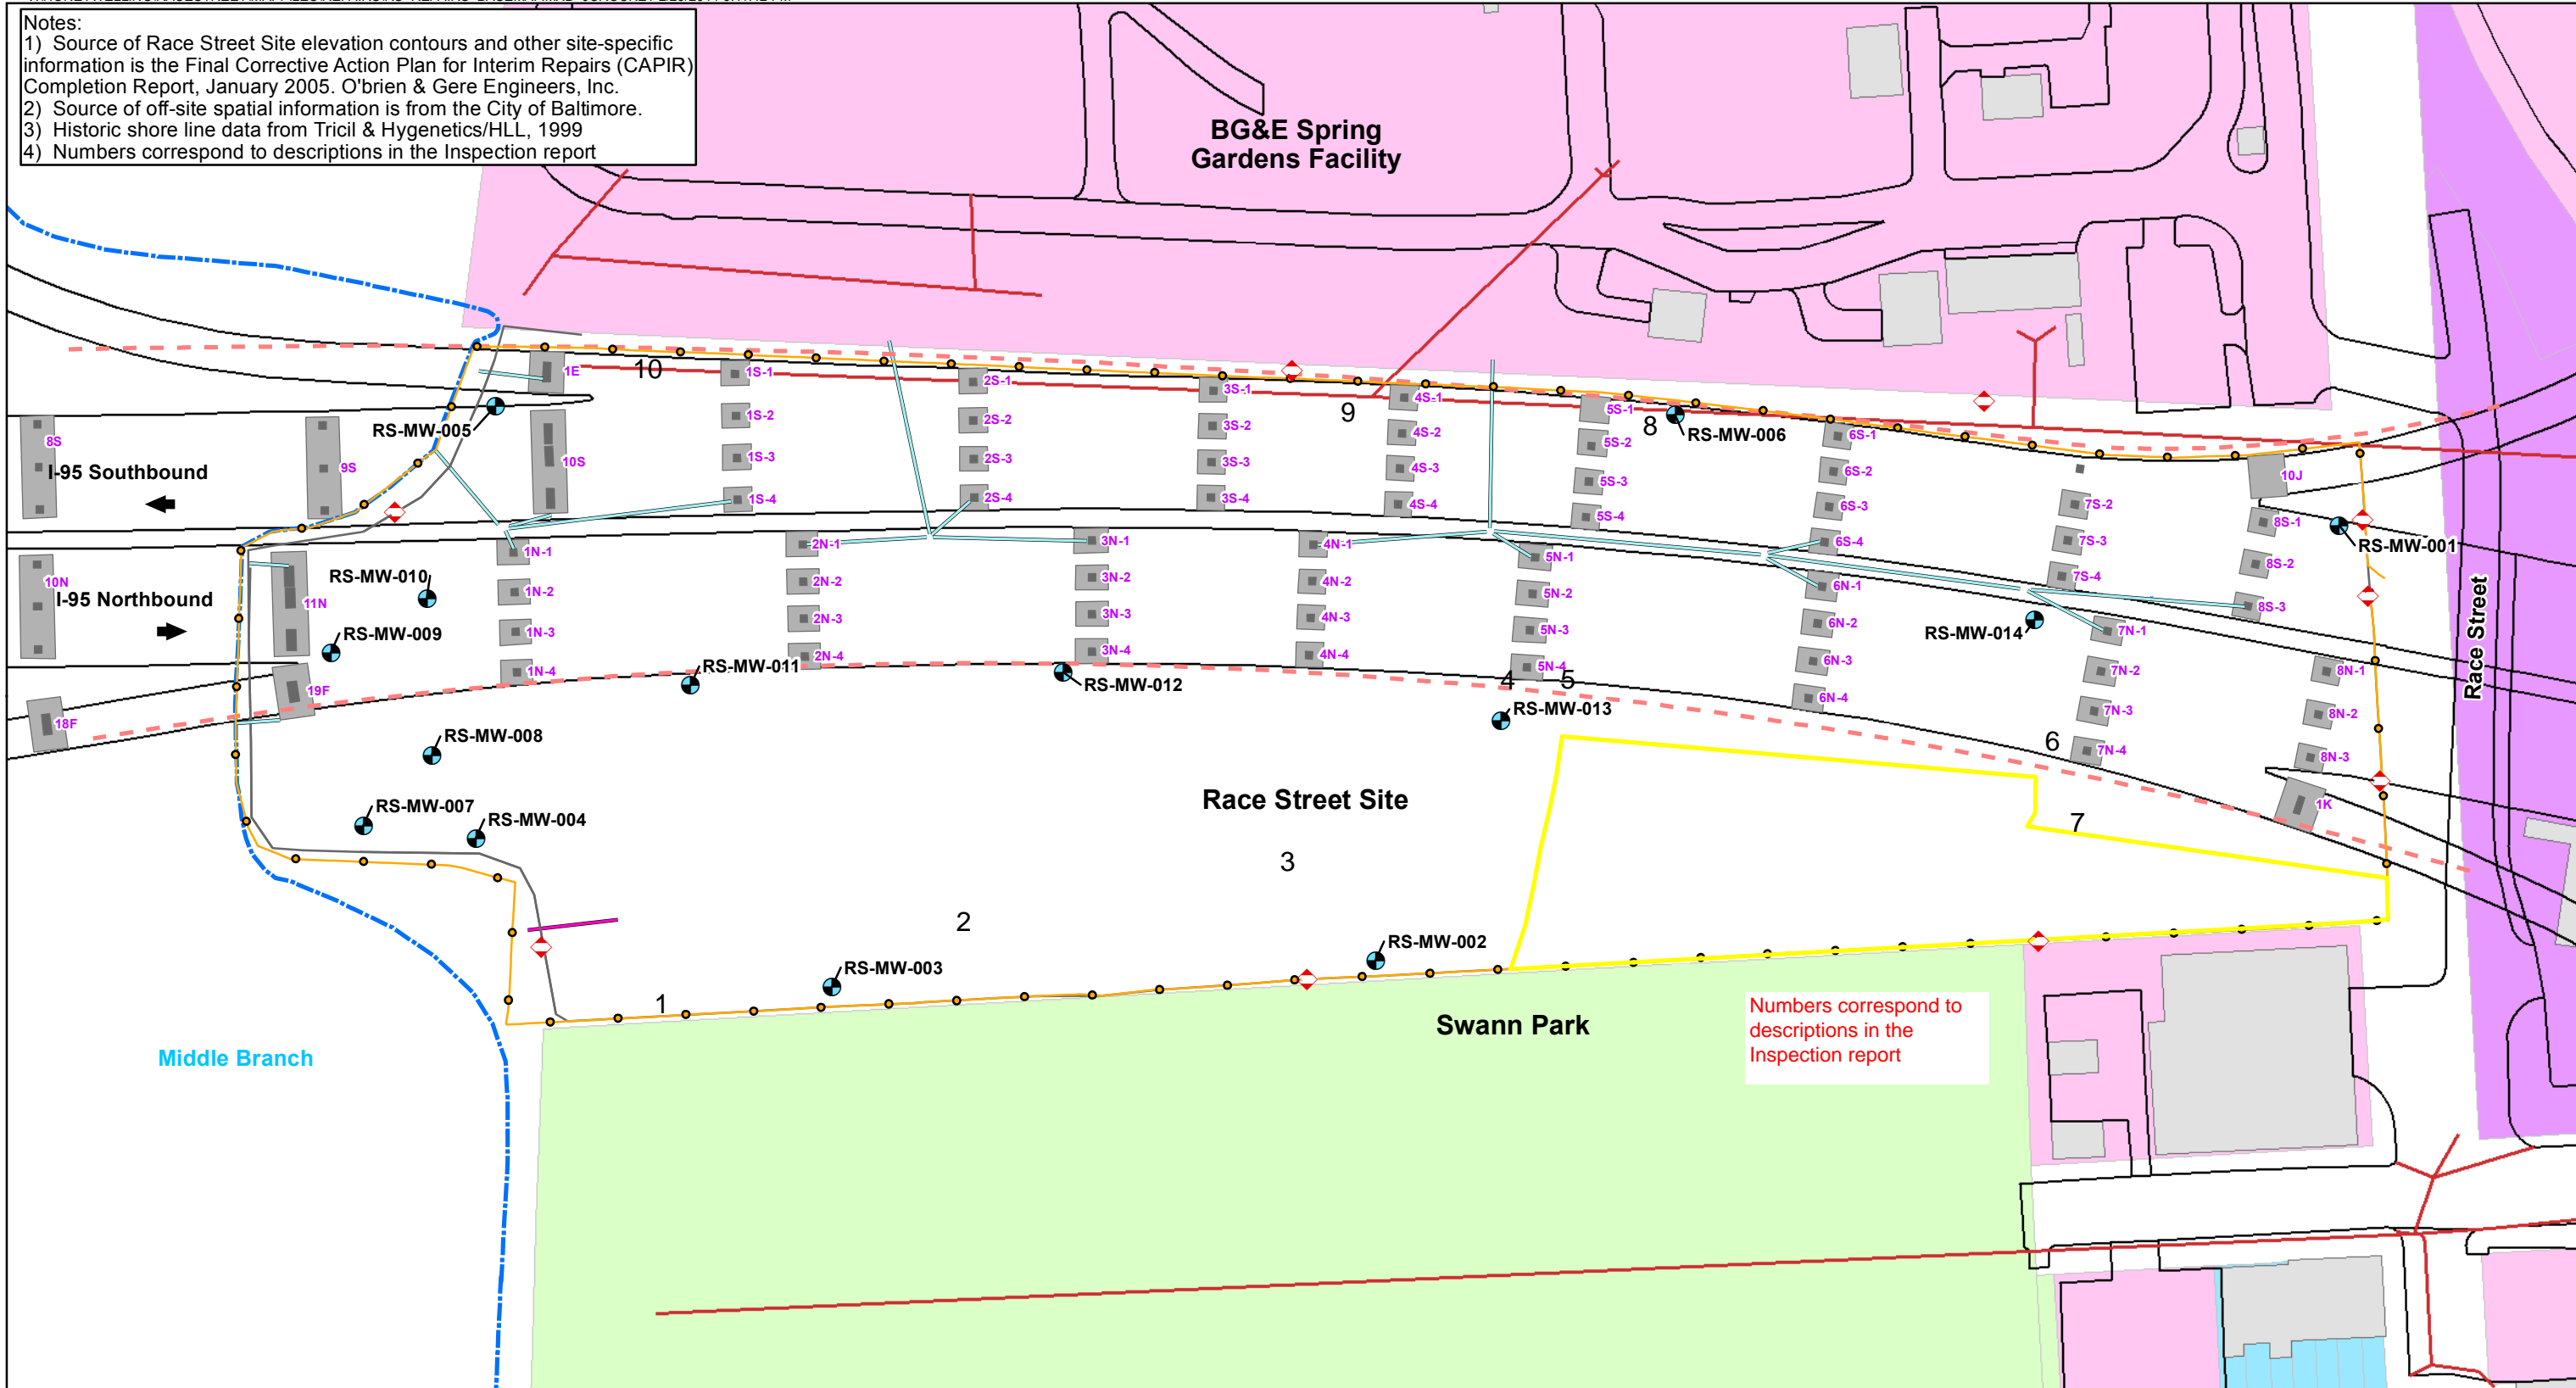 Notes:
1) Source of Race Street Site elevation contours and other site-specific
information is the Final Corrective Action Plan for Interim Repairs (CAPIR)
Completion Report, January 2005. O'brien & Gere Engineers, Inc.
2) Source of off-site spatial information is from the City of Baltimore.
3) Historic shore line data from Tricil & Hygenetics/HLL, 1999
4) Numbers correspond to descriptions in the Inspection report
BG&E Spring
Gardens Facility
10
1E
1S-1
2S-1
3S-1
4S-1
5S-1
6S-1
9
8
RS-MW-005
RS-MW-006
1S-2
2S-2
3S-2
4S-2
5S-2
6S-2
7S-2
8S
9S
10S
1S-3
2S-3
3S-3
4S-3
5S-3
6S-3
7S-3
10J
8S-1
I-95 Southbound
1S-4
2S-4
3S-4
4S-4
5S-4
6S-4
7S-4
8S-2
8S-3
RS-MW-001
1N-1
2N-1
3N-1
4N-1
5N-1
6N-1
7N-1
8N-1
10N
11N
RS-MW-010
I-95 Northbound
1N-2
2N-2
3N-2
4N-2
5N-2
6N-2
7N-2
8N-2
RS-MW-009
RS-MW-014
1N-3
2N-3
3N-3
4N-3
5N-3
6N-3
7N-3
8N-3
1N-4
2N-4
3N-4
4N-4
5N-4
6N-4
7N-4
Race Street
18F
19F
RS-MW-011
RS-MW-012
4
5
RS-MW-013
6
RS-MW-008
Race Street Site
1K
RS-MW-007
RS-MW-004
7
3
2
RS-MW-002
RS-MW-003
1
Swann Park
Numbers correspond to
descriptions in the
Inspection report
Middle Branch